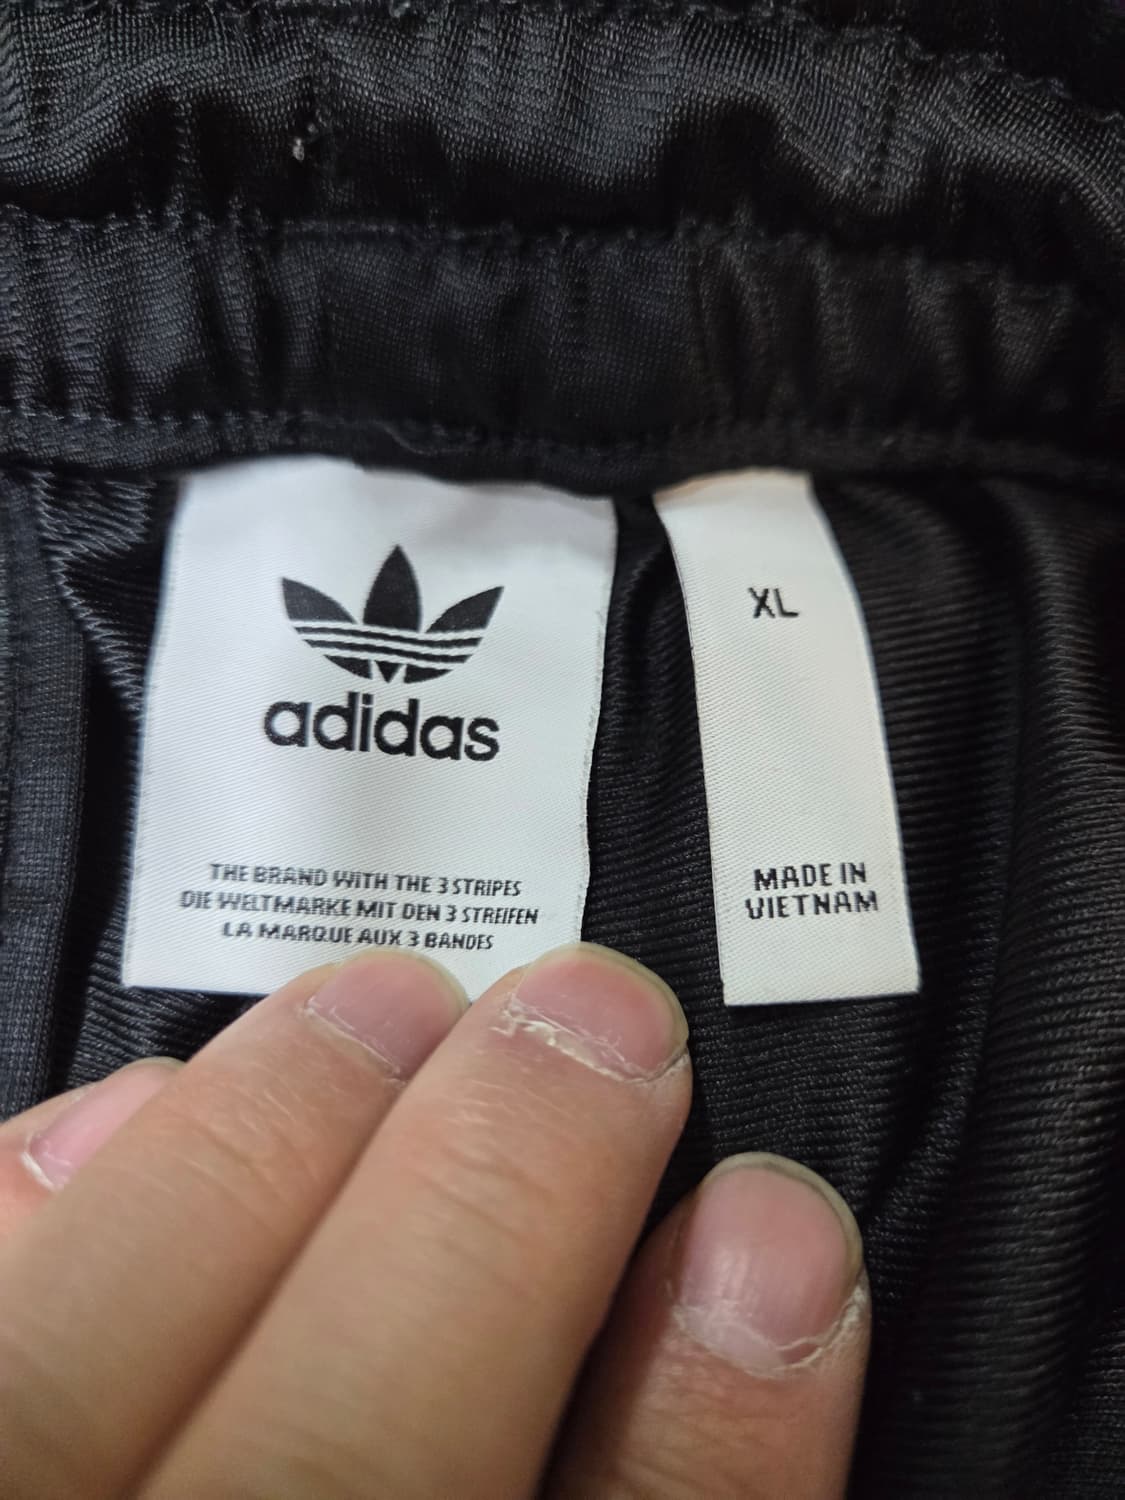 adidas
THE BRAND WITH THE 3 STRIPES
DIE WELTMARKE MIT DEN 3 STREIFEN
LA MARQUE AUX 3 BANDES
XL
MADE IN
VIETNAM